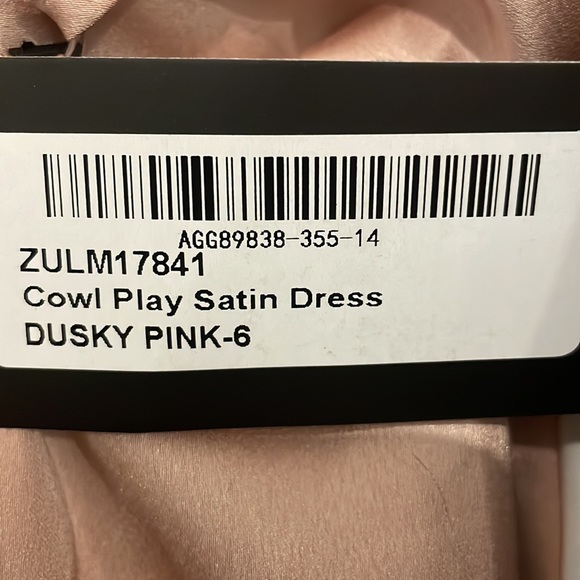 AGG89838-355-14
ZULM17841
Cowl Play Satin Dress
DUSKY PINK-6